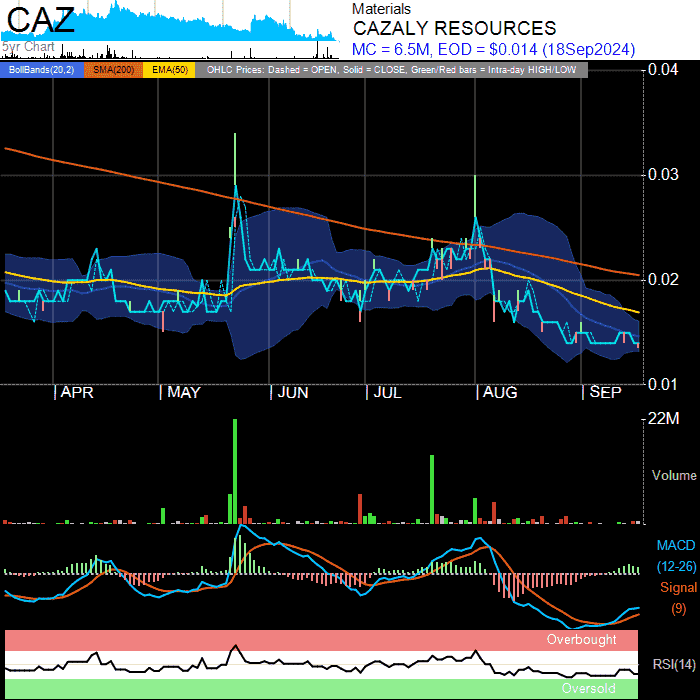 CAZ
5yr Chart
Materials
CAZALY RESOURCES
MC = 6.5M, EOD = $0.014 (18Sep2024)
BollBands(20,2) SMA(200) EMA(50) OHLC Prices: Dashed = OPEN, Solid = CLOSE, Green/Red bars = Intra-day HIGH/LOW
0.04
0.03
0.02
0.01
APR MAY JUN JUL AUG SEP
22M
Volume
MACD
(12-26)
Signal
(9)
Overbought
RSI(14)
Oversold